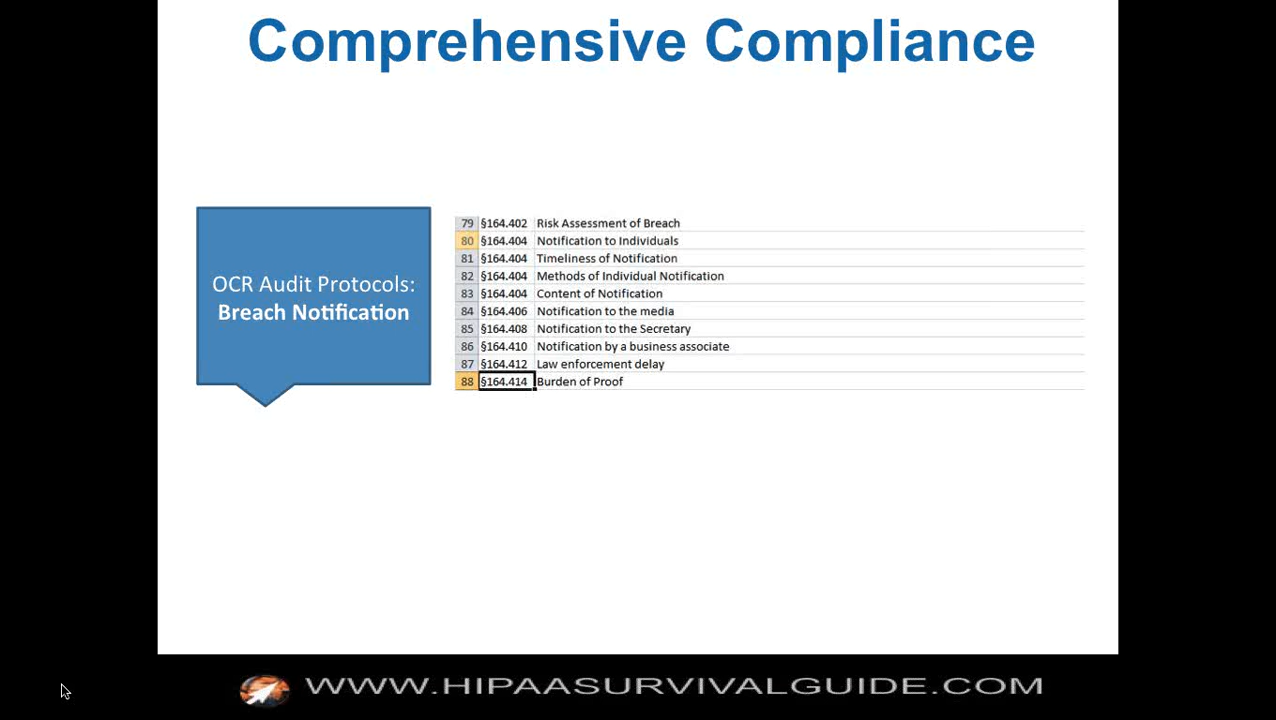 Comprehensive Compliance
OCR Audit Protocols:
Breach Notification
79 §164.402 Risk Assessment of Breach
80 §164.404 Notification to Individuals
81 §164.404 Timeliness of Notification
82 §164.404 Methods of Individual Notification
83 §164.404 Content of Notification
84 §164.406 Notification to the media
85 §164.408 Notification to the Secretary
86 §164.410 Notification by a business associate
87 §164.412 Law enforcement delay
88 §164.414 Burden of Proof
WWW.HIPAASURVIVALGUIDE.COM